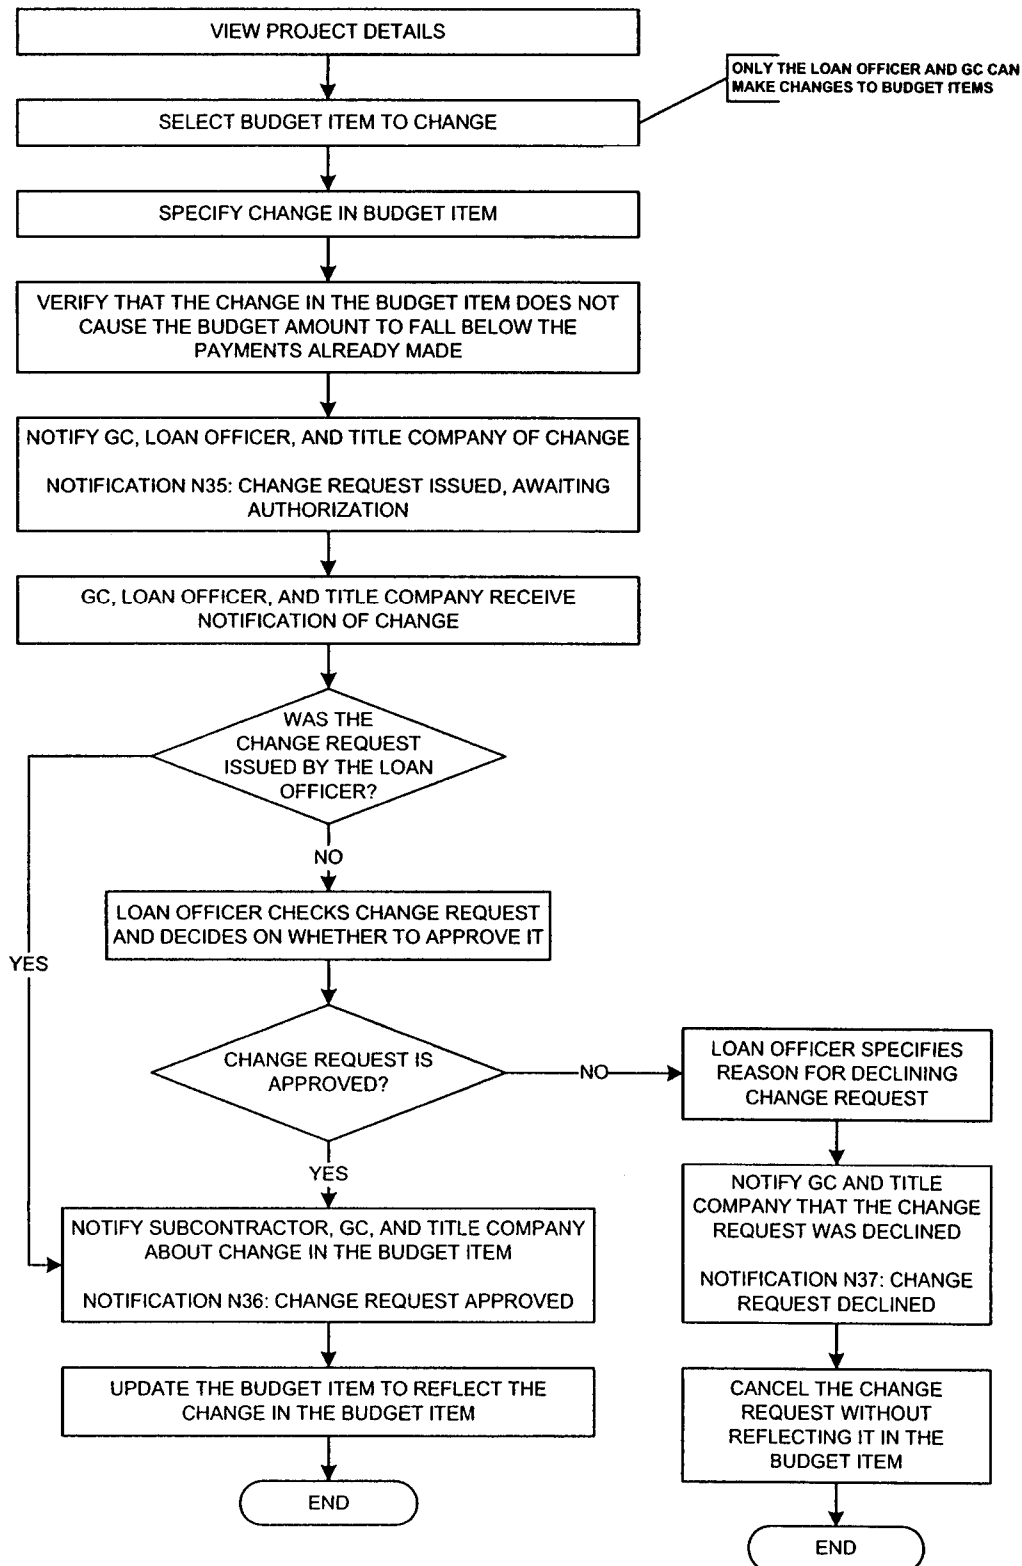 VIEW PROJECT DETAILS
ONLY THE LOAN OFFICER AND GC CAN
MAKE CHANGES TO BUDGET ITEMS
SELECT BUDGET ITEM TO CHANGE
SPECIFY CHANGE IN BUDGET ITEM
VERIFY THAT THE CHANGE IN THE BUDGET ITEM DOES NOT
CAUSE THE BUDGET AMOUNT TO FALL BELOW THE
PAYMENTS ALREADY MADE
NOTIFY GC, LOAN OFFICER, AND TITLE COMPANY OF CHANGE
NOTIFICATION N35: CHANGE REQUEST ISSUED, AWAITING
AUTHORIZATION
GC, LOAN OFFICER, AND TITLE COMPANY RECEIVE
NOTIFICATION OF CHANGE
WAS THE
CHANGE REQUEST
ISSUED BY THE LOAN
OFFICER?
NO
LOAN OFFICER CHECKS CHANGE REQUEST
AND DECIDES ON WHETHER TO APPROVE IT
YES
CHANGE REQUEST IS
APPROVED?
NO
LOAN OFFICER SPECIFIES
REASON FOR DECLINING
CHANGE REQUEST
YES
NOTIFY SUBCONTRACTOR, GC, AND TITLE COMPANY
ABOUT CHANGE IN THE BUDGET ITEM
NOTIFICATION N36: CHANGE REQUEST APPROVED
NOTIFY GC AND TITLE
COMPANY THAT THE CHANGE
REQUEST WAS DECLINED
NOTIFICATION N37: CHANGE
REQUEST DECLINED
UPDATE THE BUDGET ITEM TO REFLECT THE
CHANGE IN THE BUDGET ITEM
CANCEL THE CHANGE
REQUEST WITHOUT
REFLECTING IT IN THE
BUDGET ITEM
END
END